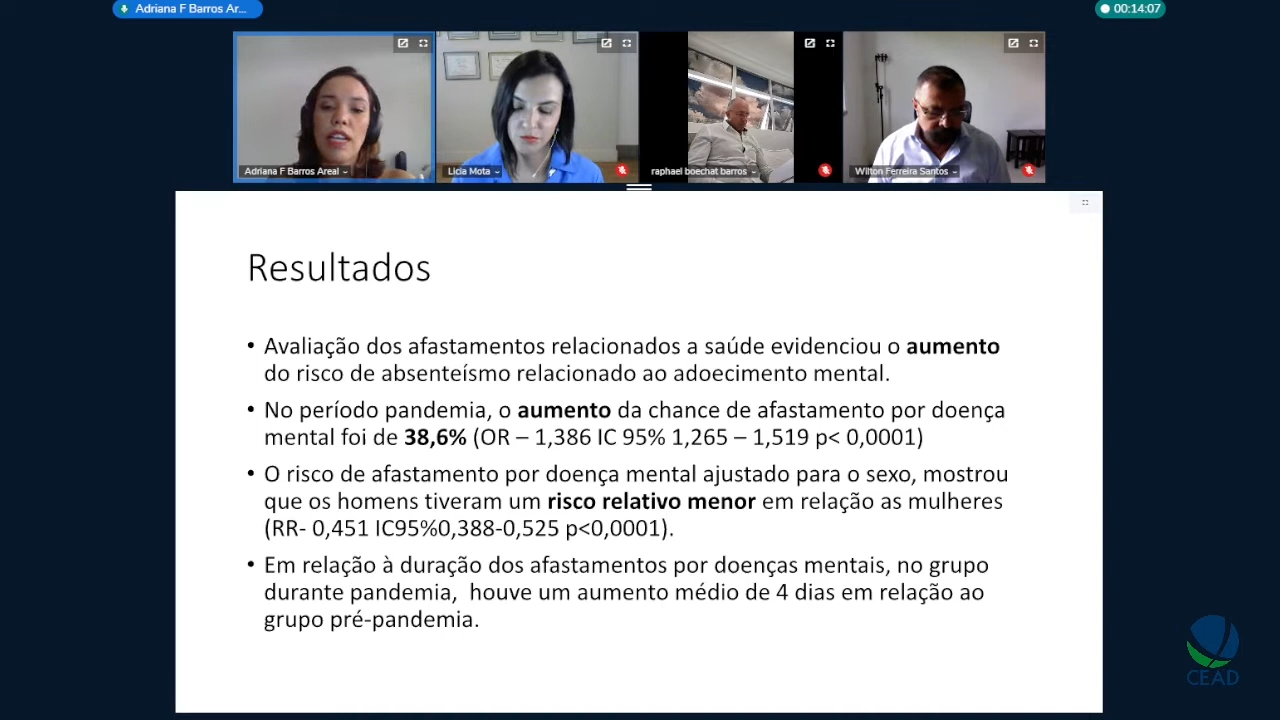 Adriana F Barros Ar...
00:14:07
Adriana F Barros Areal
Licia Mota
raphael boechat barros
Wilton Ferreira Santos
Resultados
• Avaliação dos afastamentos relacionados a saúde evidenciou o aumento
do risco de absenteísmo relacionado ao adoecimento mental.
• No período pandemia, o aumento da chance de afastamento por doença
mental foi de 38,6% (OR – 1,386 IC 95% 1,265 – 1,519 p< 0,0001)
• O risco de afastamento por doença mental ajustado para o sexo, mostrou
que os homens tiveram um risco relativo menor em relação as mulheres
(RR- 0,451 IC95%0,388-0,525 p<0,0001).
• Em relação à duração dos afastamentos por doenças mentais, no grupo
durante pandemia,  houve um aumento médio de 4 dias em relação ao
grupo pré-pandemia.
CEAD